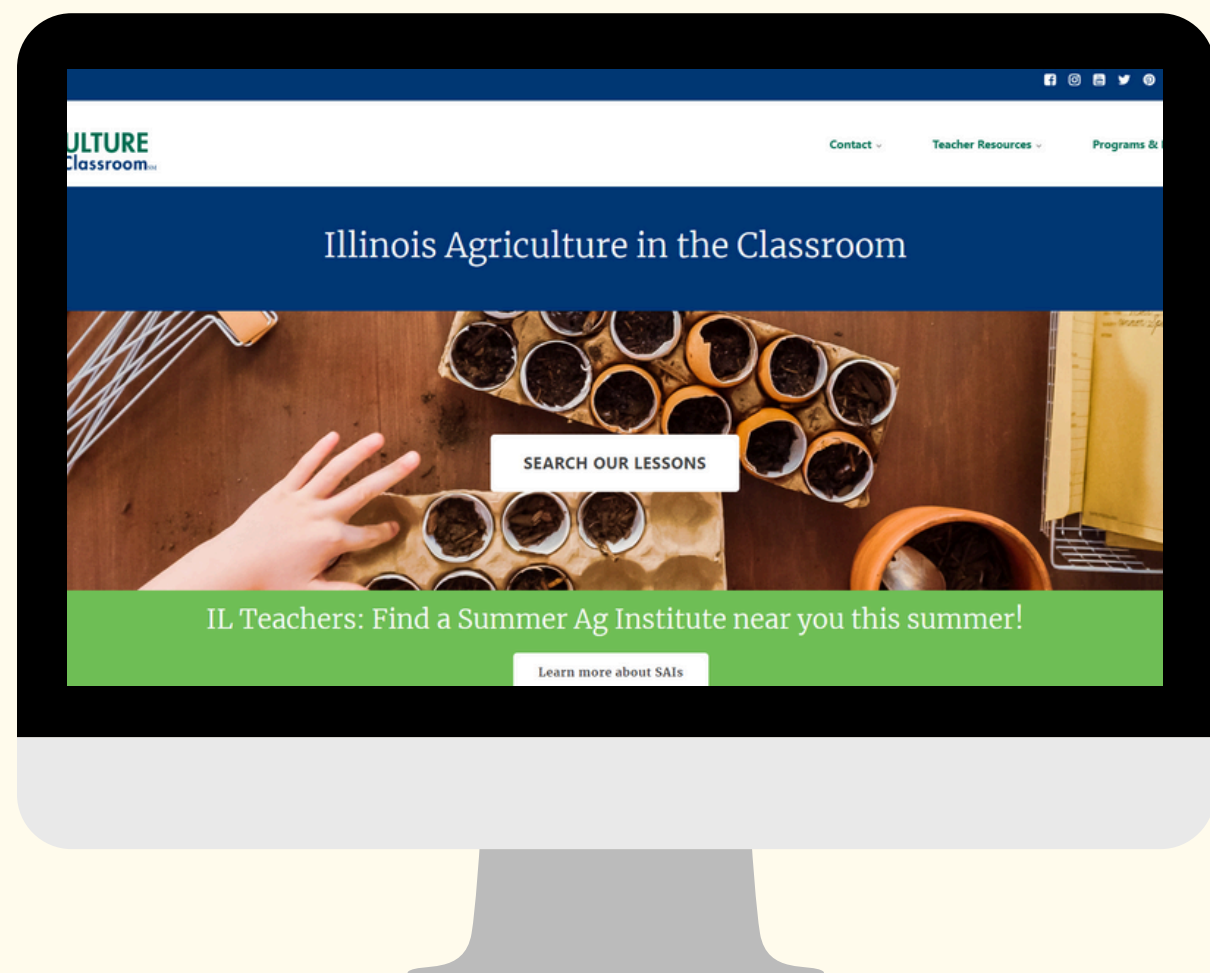 ULTURE
Classroom
Contact
Teacher Resources
Programs &
Illinois Agriculture in the Classroom
SEARCH OUR LESSONS
IL Teachers: Find a Summer Ag Institute near you this summer!
Learn more about SAIs